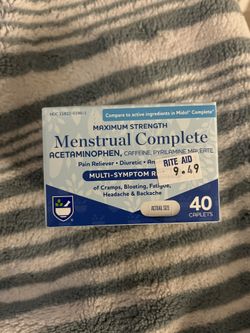 Compare to active ingredients in Midol® Complete*
MAXIMUM STRENGTH
Menstrual Complete
ACETAMINOPHEN, CAFFEINE, PYRILAMINE MALEATE
Pain Reliever • Diuretic •
RITE AID
9.49
MULTI-SYMPTOM
of Cramps, Bloating, Fatigue,
Headache & Backache
ACTUAL SIZE
40
CAPLETS